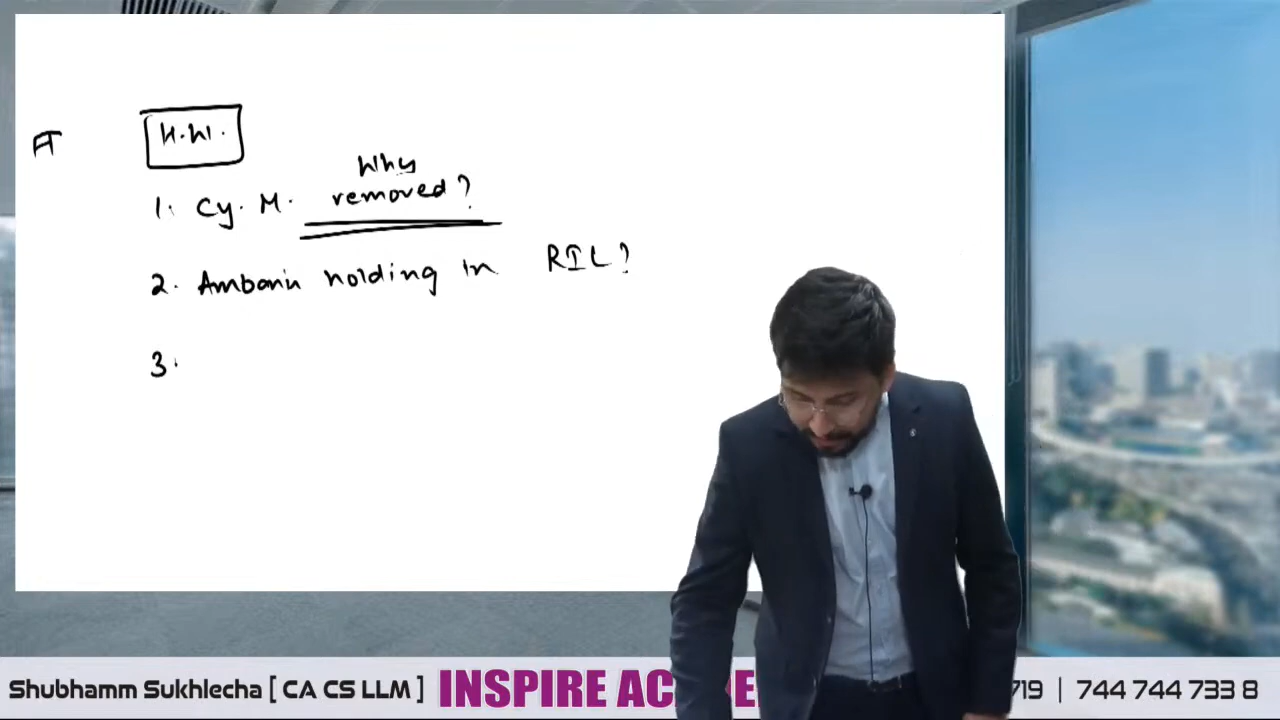 H.W.
Why
1. Cy. M. removed?
2. Ambani holding in RIL?
3.
Shubhamm Sukhlecha [ CA CS LLM ] INSPIRE AC 719 | 744 744 733 8